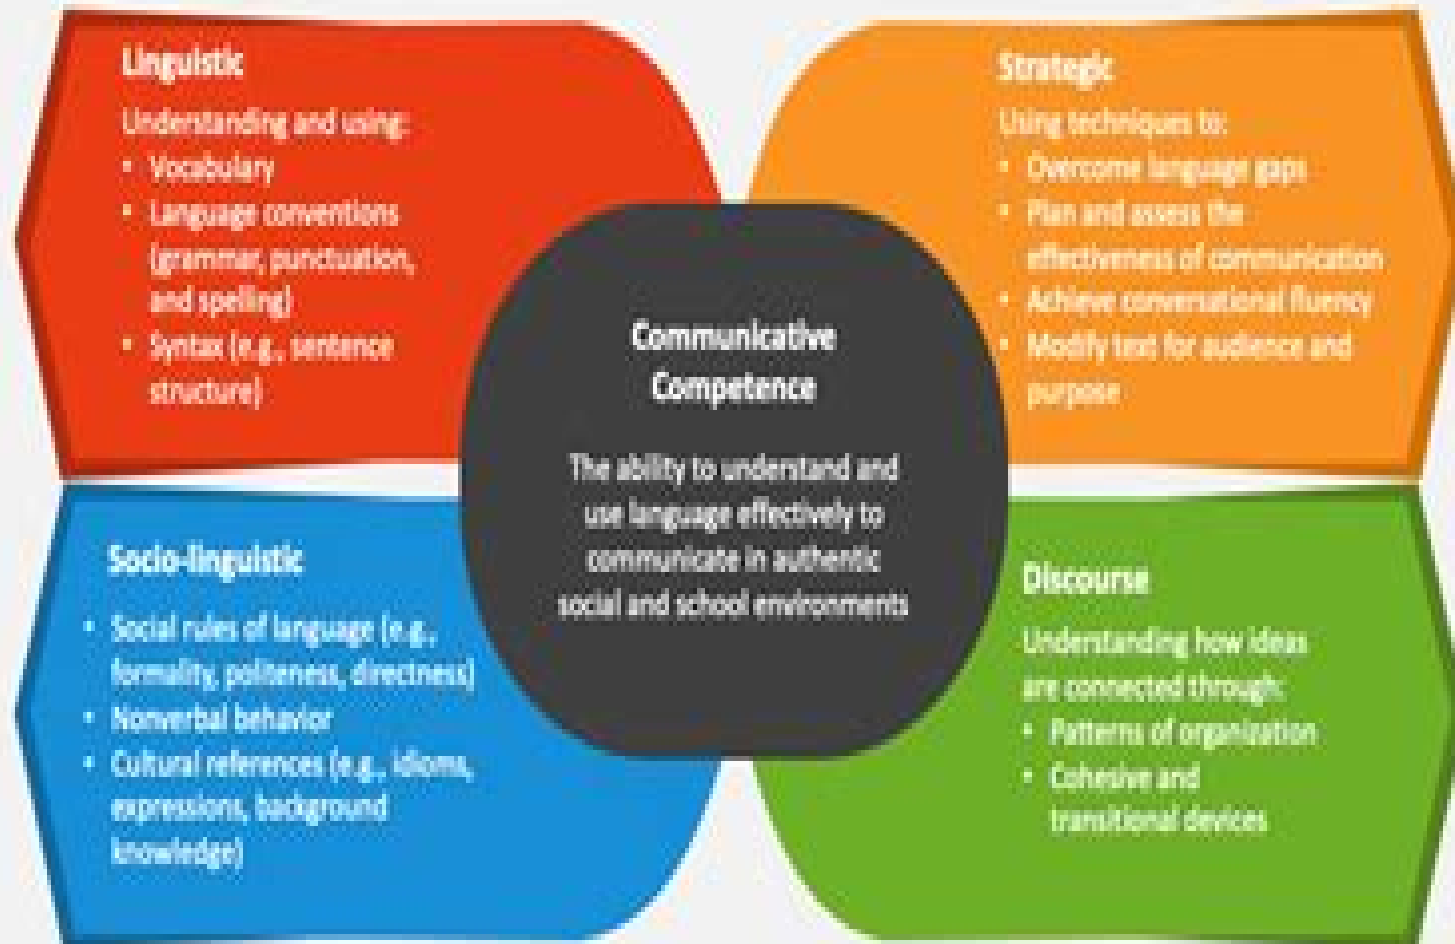 Linguistic
Understanding and using:
• Vocabulary
• Language conventions
(grammar, punctuation,
and spelling)
• Syntax (e.g., sentence
structure)
Strategic
Using techniques to:
• Overcome language gaps
• Plan and assess the
effectiveness of communication
• Achieve conversational fluency
• Modify text for audience and
purpose
Communicative
Competence
The ability to understand and
use language effectively to
communicate in authentic
social and school environments
Socio-linguistic
• Social rules of language (e.g.,
formality, politeness, directness)
• Nonverbal behavior
• Cultural references (e.g., idioms,
expressions, background
knowledge)
Discourse
Understanding how ideas
are connected through:
• Patterns of organization
• Cohesive and
transitional devices